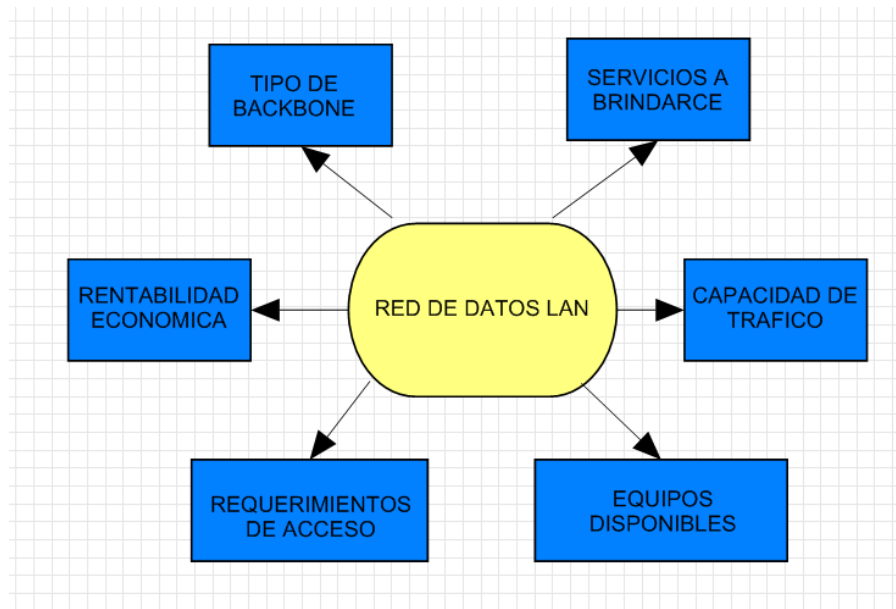 TIPO DE
BACKBONE
SERVICIOS A
BRINDARCE
RENTABILIDAD
ECONOMICA
RED DE DATOS LAN
CAPACIDAD DE
TRAFICO
REQUERIMIENTOS
DE ACCESO
EQUIPOS
DISPONIBLES